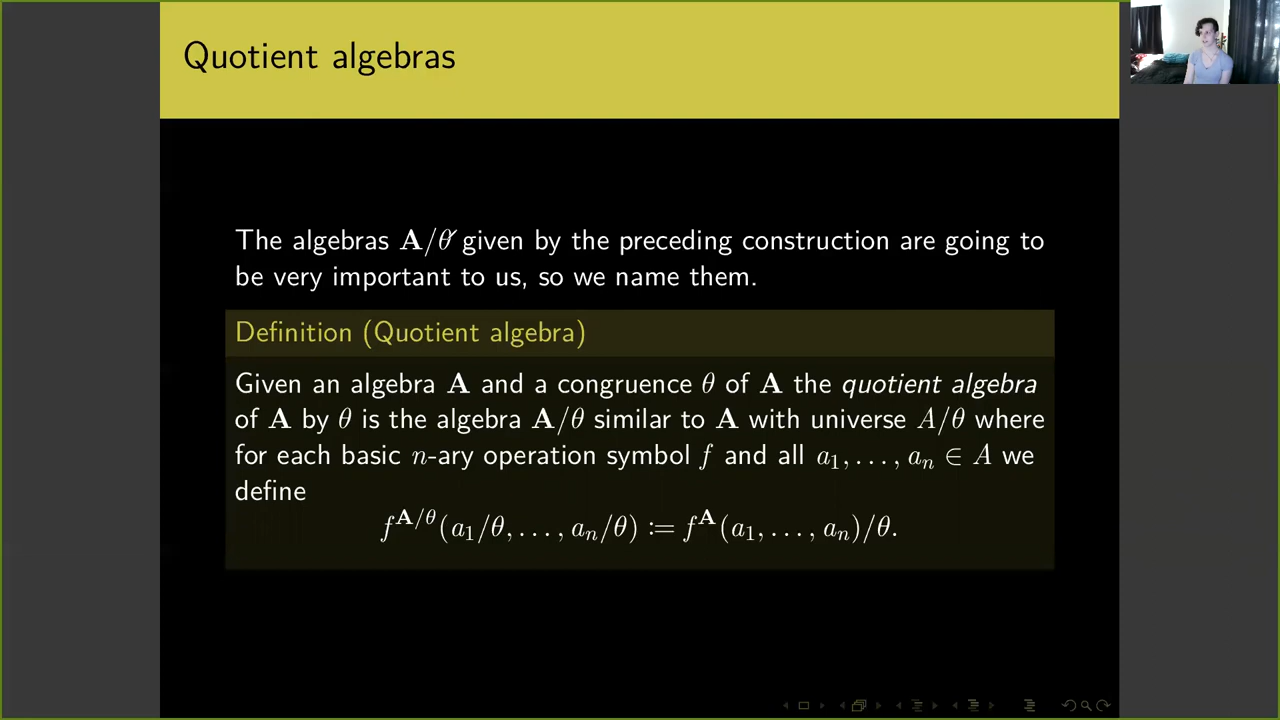 Quotient algebras
The algebras A/θ given by the preceding construction are going to
be very important to us, so we name them.
Definition (Quotient algebra)
Given an algebra A and a congruence θ of A the quotient algebra
of A by θ is the algebra A/θ similar to A with universe A/θ where
for each basic n-ary operation symbol f and all a₁, . . . , aₙ ∈ A we
define
f^{A/θ}(a₁/θ, . . . , aₙ/θ) := f^A(a₁, . . . , aₙ)/θ.